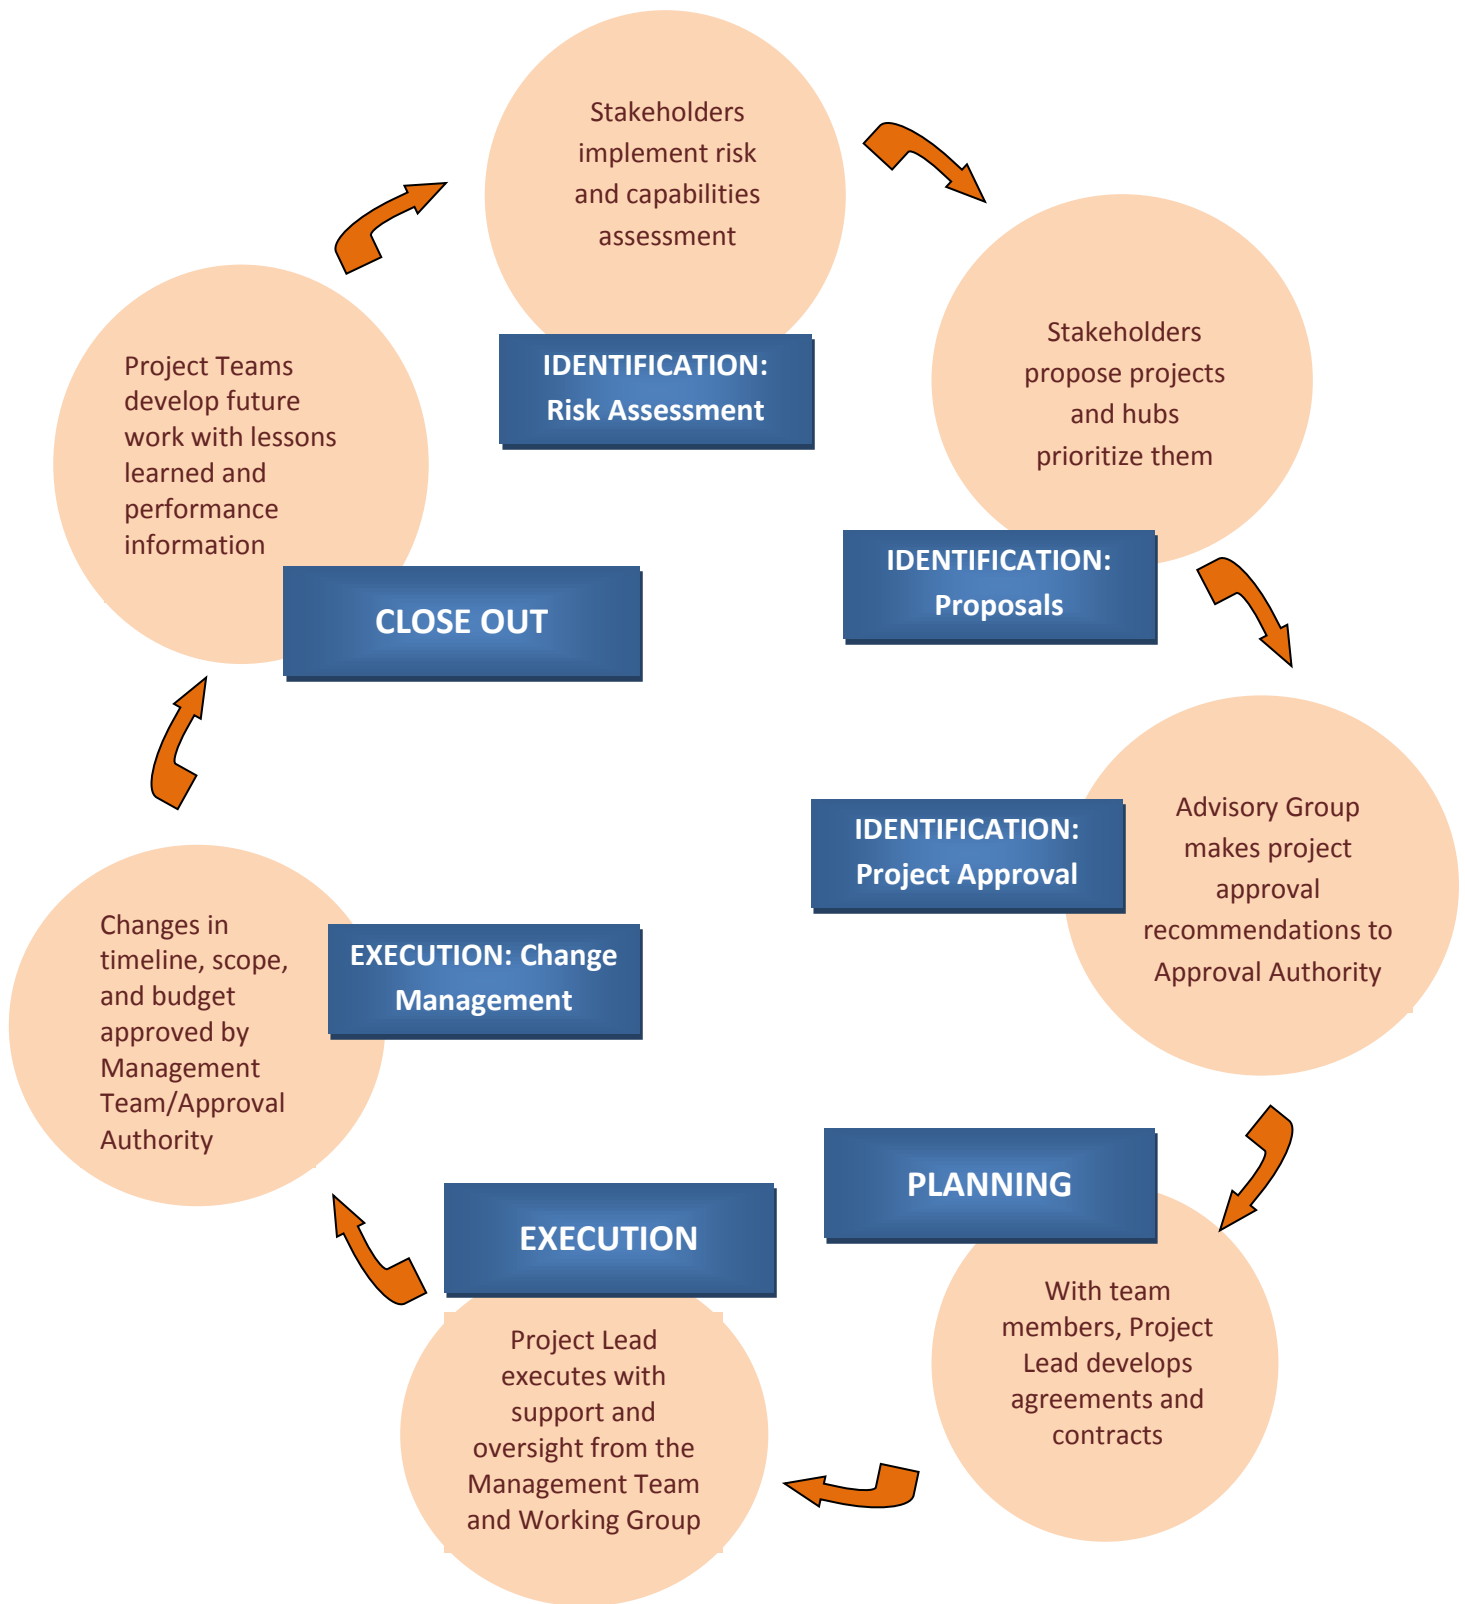 Stakeholders
implement risk
and capabilities
assessment
IDENTIFICATION:
Risk Assessment
Stakeholders
propose projects
and hubs
prioritize them
IDENTIFICATION:
Proposals
Advisory Group
makes project
approval
recommendations to
Approval Authority
IDENTIFICATION:
Project Approval
PLANNING
With team
members, Project
Lead develops
agreements and
contracts
EXECUTION
Project Lead
executes with
support and
oversight from the
Management Team
and Working Group
EXECUTION: Change
Management
Changes in
timeline, scope,
and budget
approved by
Management
Team/Approval
Authority
Project Teams
develop future
work with lessons
learned and
performance
information
CLOSE OUT